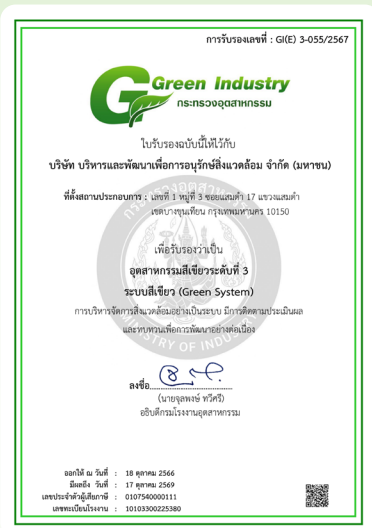 การรับรองเลขที่ : GI(E) 3-055/2567
Green Industry
กระทรวงอุตสาหกรรม
ใบรับรองฉบับนี้ให้ไว้กับ
บริษัท บริหารและพัฒนาเพื่อการอนุรักษ์สิ่งแวดล้อม จำกัด (มหาชน)
ที่ตั้งสถานประกอบการ : เลขที่ 1 หมู่ที่ 3 ซอยแสมดำ 17 แขวงแสมดำ
เขตบางขุนเทียน กรุงเทพมหานคร 10150
เพื่อรับรองว่าเป็น
อุตสาหกรรมสีเขียวระดับที่ 3
ระบบสีเขียว (Green System)
การบริหารจัดการสิ่งแวดล้อมอย่างเป็นระบบ มีการติดตามประเมินผล
และทบทวนเพื่อการพัฒนาอย่างต่อเนื่อง
ลงชื่อ
(นายจุลพงษ์ ทวีศรี)
อธิบดีกรมโรงงานอุตสาหกรรม
ออกให้ ณ วันที่ : 18 ตุลาคม 2566
มีผลถึง วันที่ : 17 ตุลาคม 2569
เลขประจำตัวผู้เสียภาษี : 0107540000111
เลขทะเบียนโรงงาน : 10103300225380